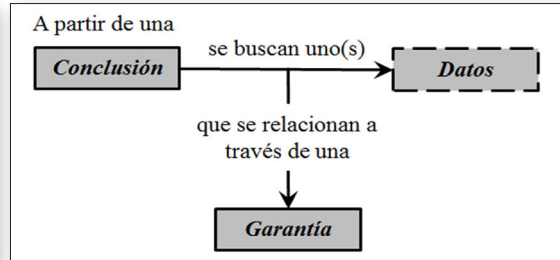 A partir de una
Conclusión
se buscan uno(s)
Datos
que se relacionan a
través de una
Garantía